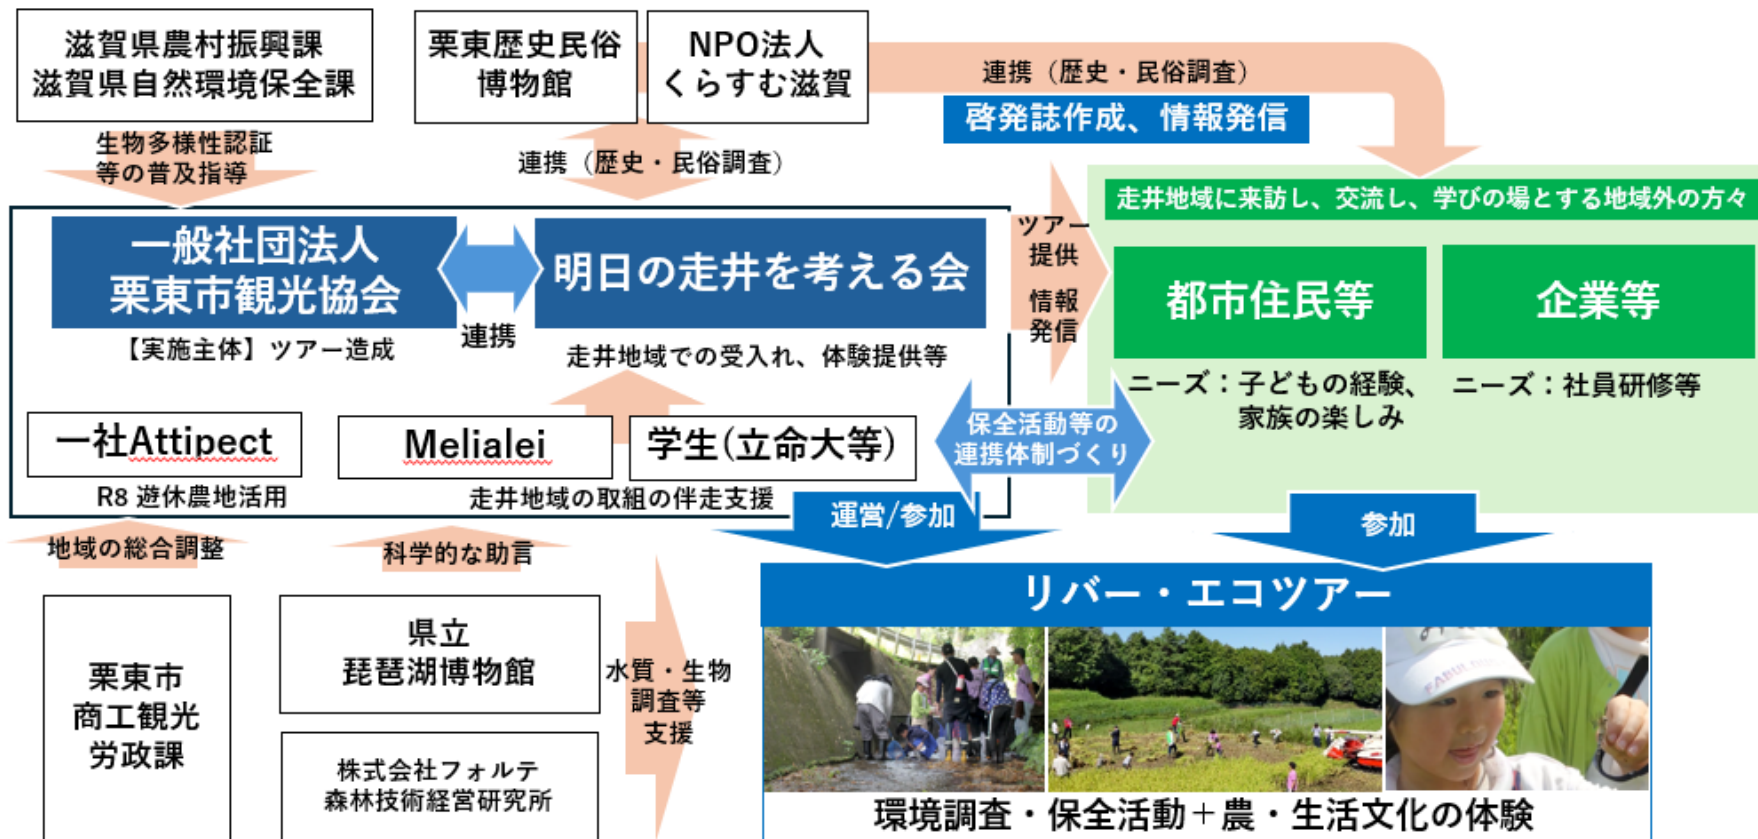 滋賀県農村振興課
滋賀県自然環境保全課
生物多様性認証
等の普及指導
栗東歴史民俗
博物館
NPO法人
くらすむ滋賀
連携（歴史・民俗調査）
連携（歴史・民俗調査）
啓発誌作成、情報発信
一般社団法人
栗東市観光協会
【実施主体】ツアー造成
連携
明日の走井を考える会
走井地域での受入れ、体験提供等
ツアー
提供
情報
発信
走井地域に来訪し、交流し、学びの場とする地域外の方々
都市住民等
ニーズ：子どもの経験、
家族の楽しみ
企業等
ニーズ：社員研修等
一社Attipect
R8 遊休農地活用
Melialei
学生(立命大等)
走井地域の取組の伴走支援
保全活動等の
連携体制づくり
運営/参加
参加
地域の総合調整
科学的な助言
栗東市
商工観光
労政課
県立
琵琶湖博物館
株式会社フォルテ
森林技術経営研究所
水質・生物
調査等
支援
リバー・エコツアー
環境調査・保全活動＋農・生活文化の体験